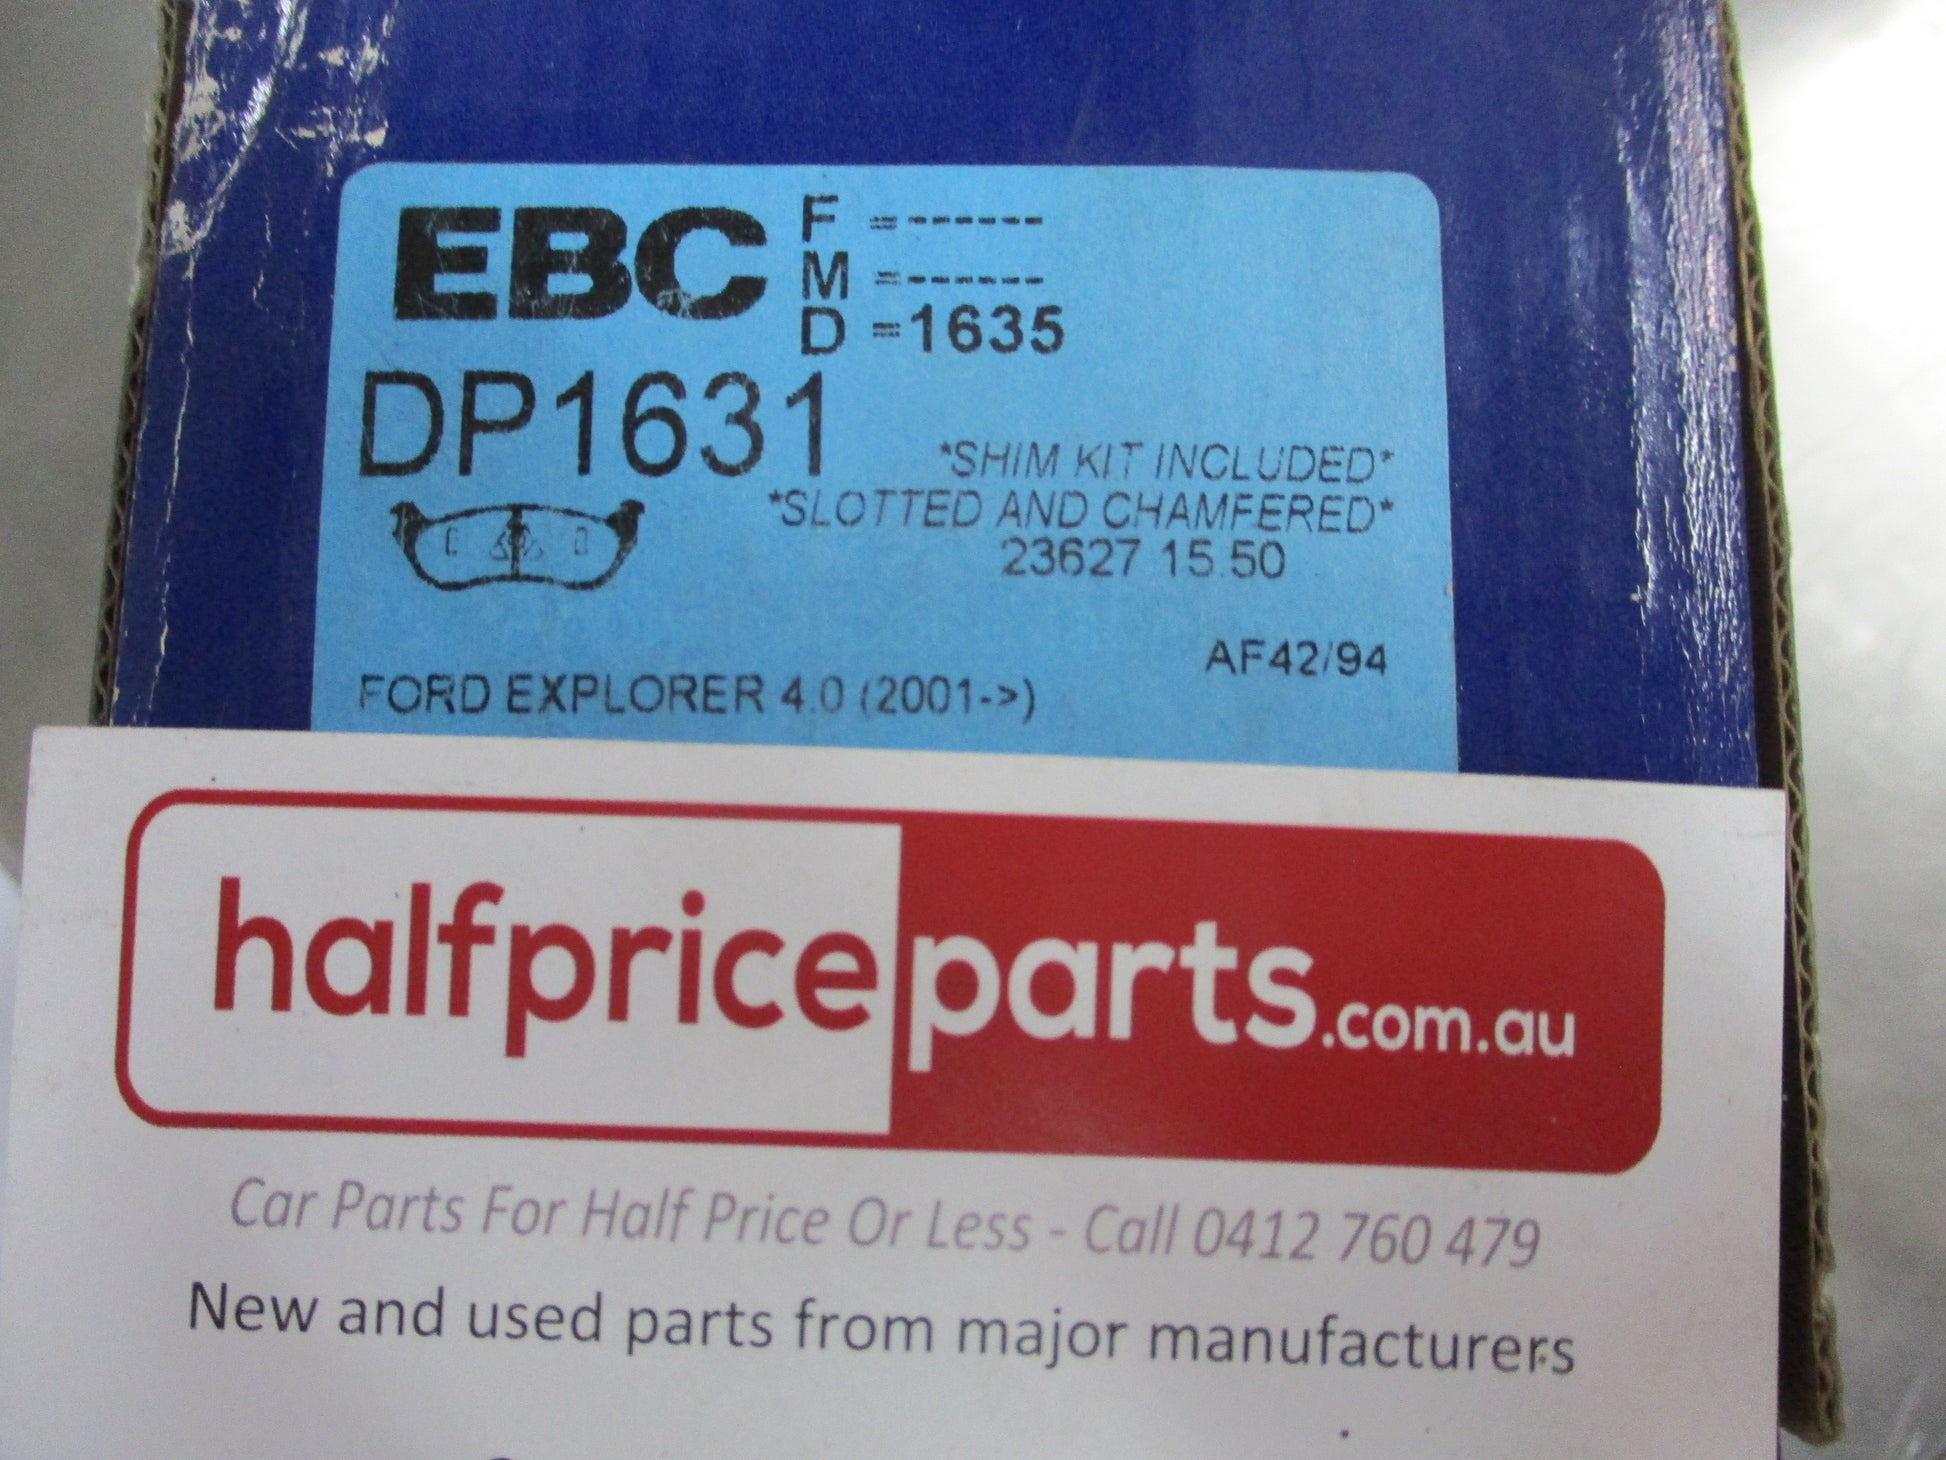 EBC
F =------
M =------
D =1635
DP1631
*SHIM KIT INCLUDED*
*SLOTTED AND CHAMFERED*
23627 15.50
AF42/94
FORD EXPLORER 4.0 (2001->)
halfpriceparts.com.au
Car Parts For Half Price Or Less - Call 0412 760 479
New and used parts from major manufacturers